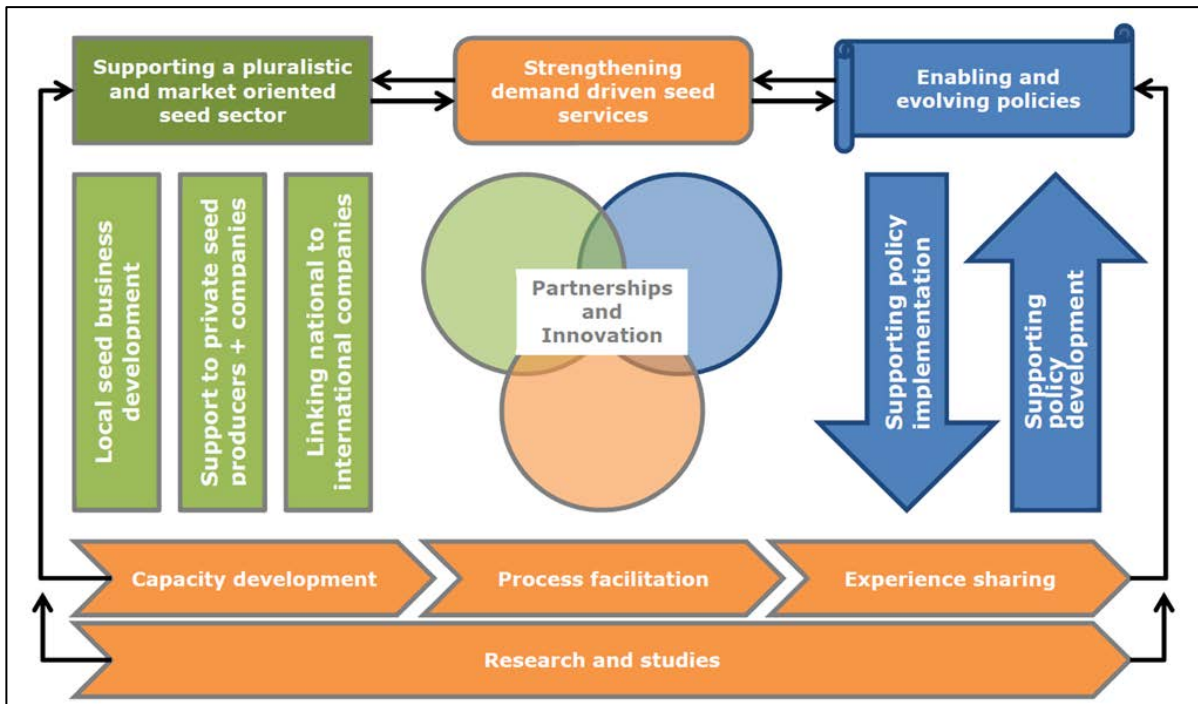 Supporting a pluralistic
and market oriented
seed sector
Strengthening
demand driven seed
services
Enabling and
evolving policies
Local seed business
development
Support to private seed
producers + companies
Linking national to
international companies
Partnerships
and
Innovation
Supporting policy
implementation
Supporting
policy
development
Capacity development
Process facilitation
Experience sharing
Research and studies